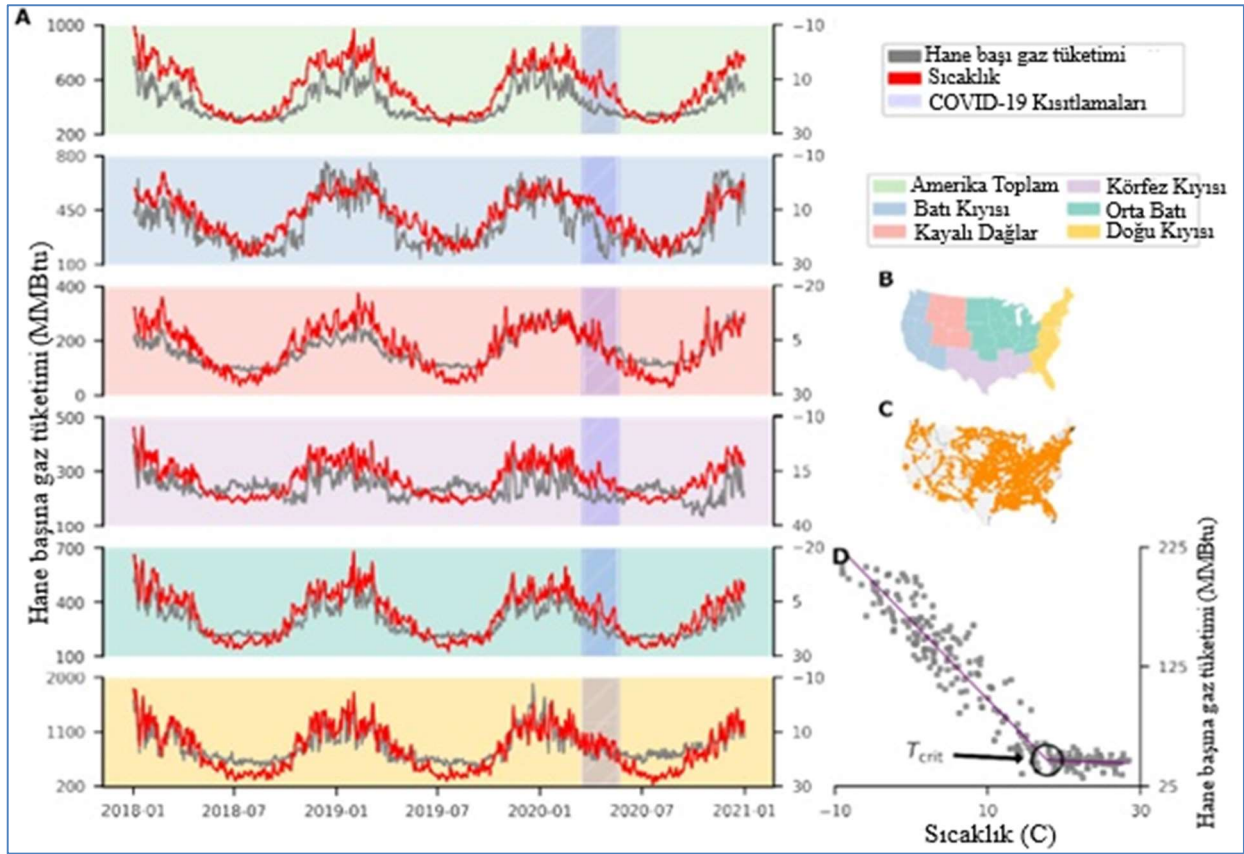 A
Hane başına gaz tüketimi (MMBtu)
1000
600
200
-10
10
30
800
450
100
-10
10
30
400
200
0
-20
5
30
500
300
100
-10
15
40
700
400
100
-20
5
30
2000
1100
200
-10
10
30
2018-01 2018-07 2019-01 2019-07 2020-01 2020-07 2021-01
Hane başı gaz tüketimi
Sıcaklık
COVID-19 Kısıtlamaları
Amerika Toplam
Batı Kıyısı
Kayalı Dağlar
Körfez Kıyısı
Orta Batı
Doğu Kıyısı
B
C
D
225
125
25
Tcrit
-10 10 30
Sıcaklık (C)
Hane başına gaz tüketimi (MMBtu)